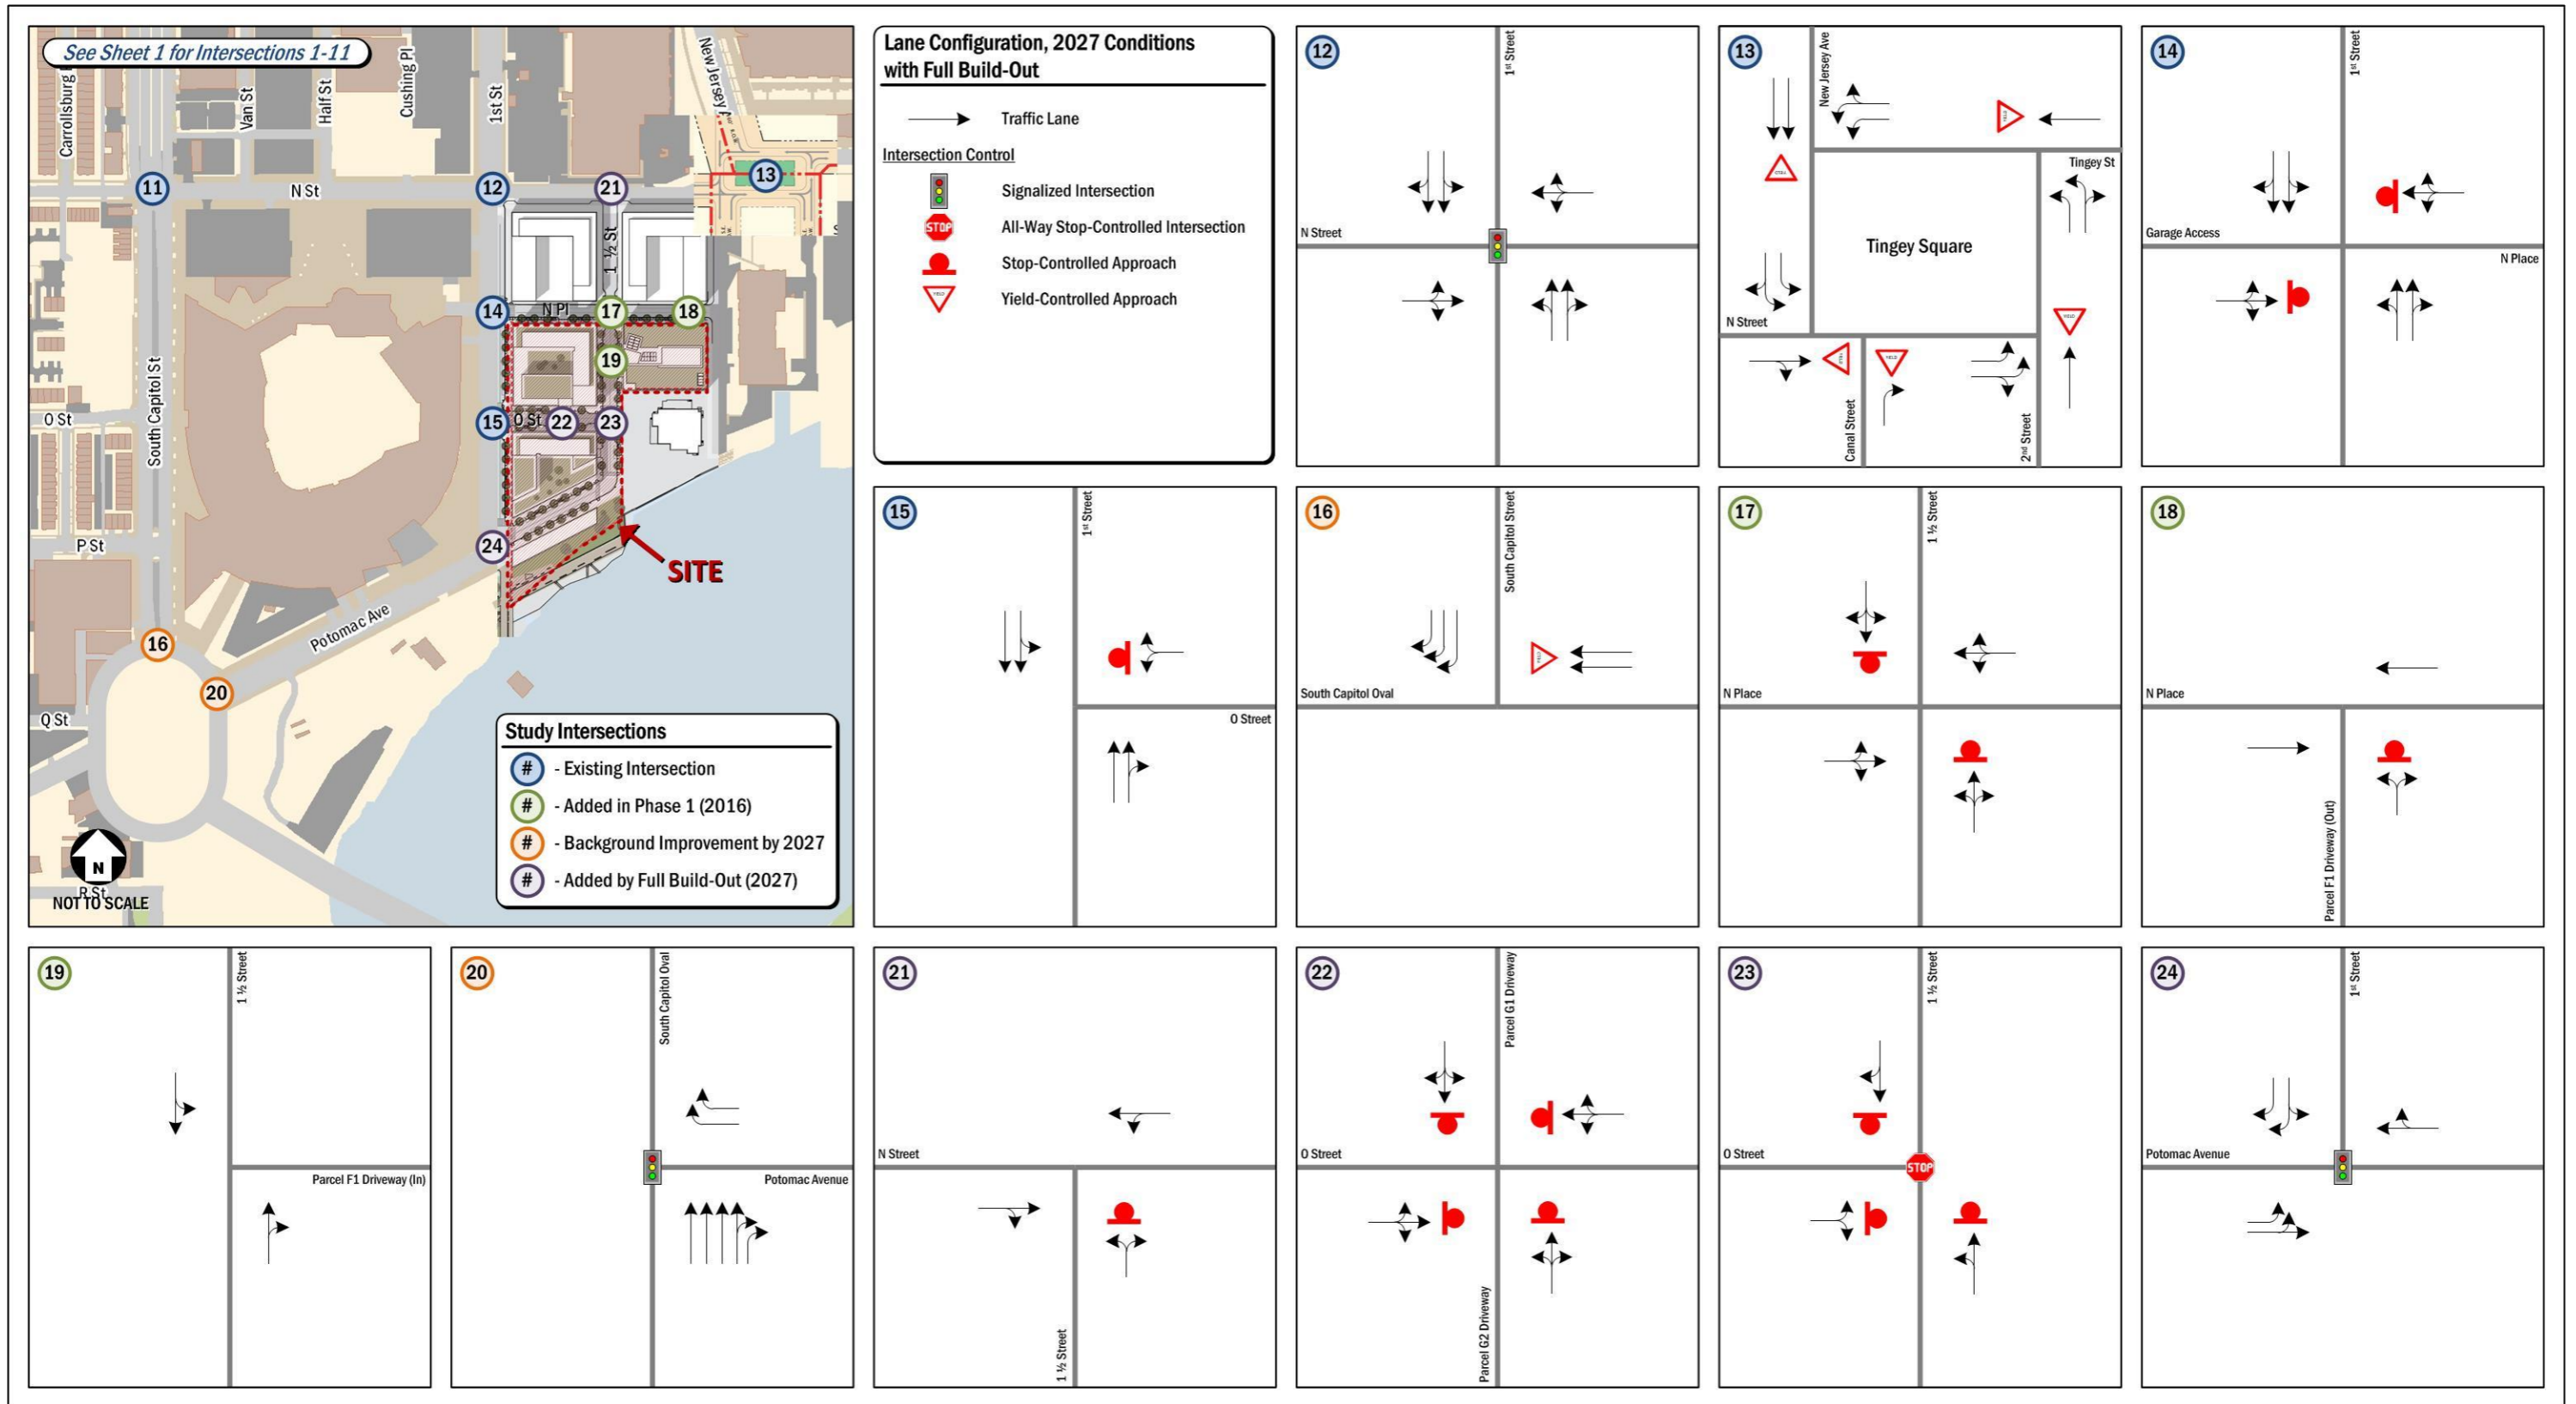 See Sheet 1 for Intersections 1-11
Van St
Half St
Cushing Pl
1st St
New Jersey
11
N St
12
21
13
1 ½ St
14
N Pl
17
18
19
South Capitol St
O St
15
O St
22
23
P St
24
SITE
Potomac Ave
16
20
Q St
R St
N
NOT TO SCALE
Study Intersections
# - Existing Intersection
# - Added in Phase 1 (2016)
# - Background Improvement by 2027
# - Added by Full Build-Out (2027)
Lane Configuration, 2027 Conditions
with Full Build-Out
Traffic Lane
Intersection Control
Signalized Intersection
STOP All-Way Stop-Controlled Intersection
Stop-Controlled Approach
YIELD Yield-Controlled Approach
12
1st Street
N Street
13
New Jersey Ave
Tingey St
Tingey Square
N Street
Canal Street
2nd Street
14
1st Street
Garage Access
N Place
15
1st Street
O Street
16
South Capitol Street
South Capitol Oval
17
1 ½ Street
N Place
18
N Place
Parcel F1 Driveway (Out)
19
1 ½ Street
Parcel F1 Driveway (In)
20
South Capitol Oval
Potomac Avenue
21
N Street
1 ½ Street
22
Parcel G1 Driveway
O Street
Parcel G2 Driveway
23
1 ½ Street
O Street
STOP
24
1st Street
Potomac Avenue